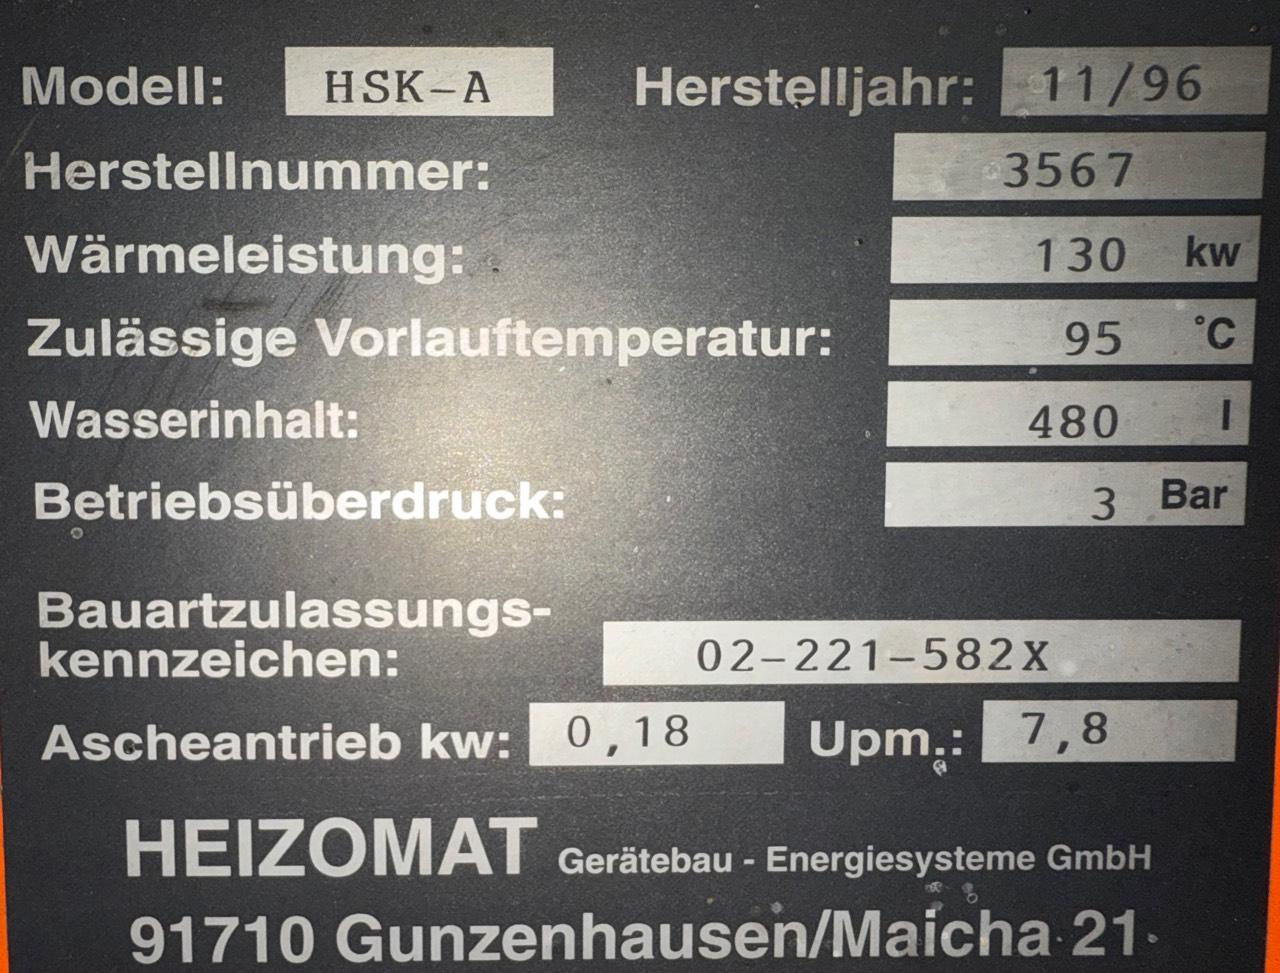 Modell: HSK-A Herstelljahr: 11/96
Herstellnummer: 3567
Wärmeleistung: 130 kw
Zulässige Vorlauftemperatur: 95 °C
Wasserinhalt: 480 l
Betriebsüberdruck: 3 Bar
Bauartzulassungs-
kennzeichen: 02-221-582X
Ascheantrieb kw: 0,18 Upm.: 7,8
HEIZOMAT Gerätebau - Energiesysteme GmbH
91710 Gunzenhausen/Maicha 21